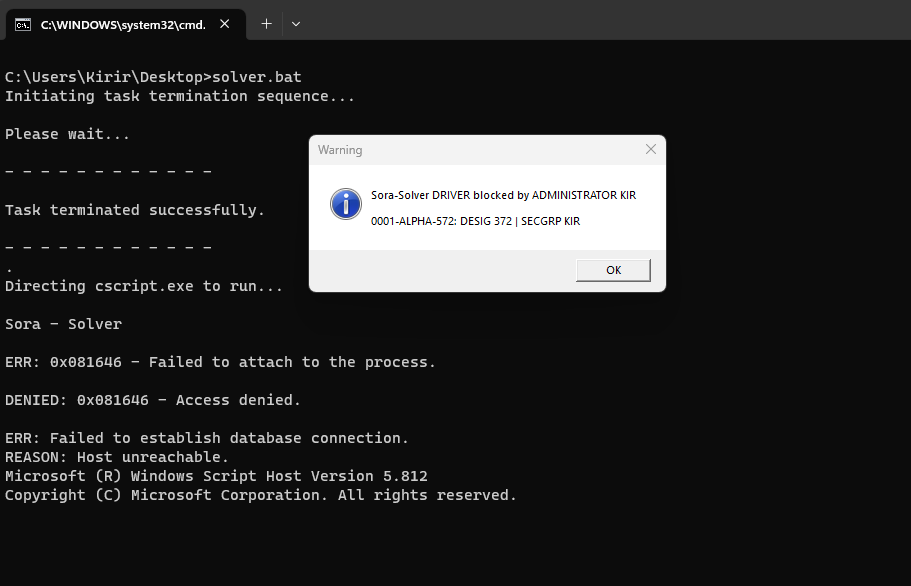 C:\WINDOWS\system32\cmd.
C:\Users\Kirir\Desktop>solver.bat
Initiating task termination sequence...
Please wait...
- - - - - - - - - - - -
Task terminated successfully.
- - - - - - - - - - - -
.
Directing cscript.exe to run...
Sora - Solver
ERR: 0x081646 - Failed to attach to the process.
DENIED: 0x081646 - Access denied.
ERR: Failed to establish database connection.
REASON: Host unreachable.
Microsoft (R) Windows Script Host Version 5.812
Copyright (C) Microsoft Corporation. All rights reserved.
Warning
Sora-Solver DRIVER blocked by ADMINISTRATOR KIR
0001-ALPHA-572: DESIG 372 | SECGRP KIR
OK